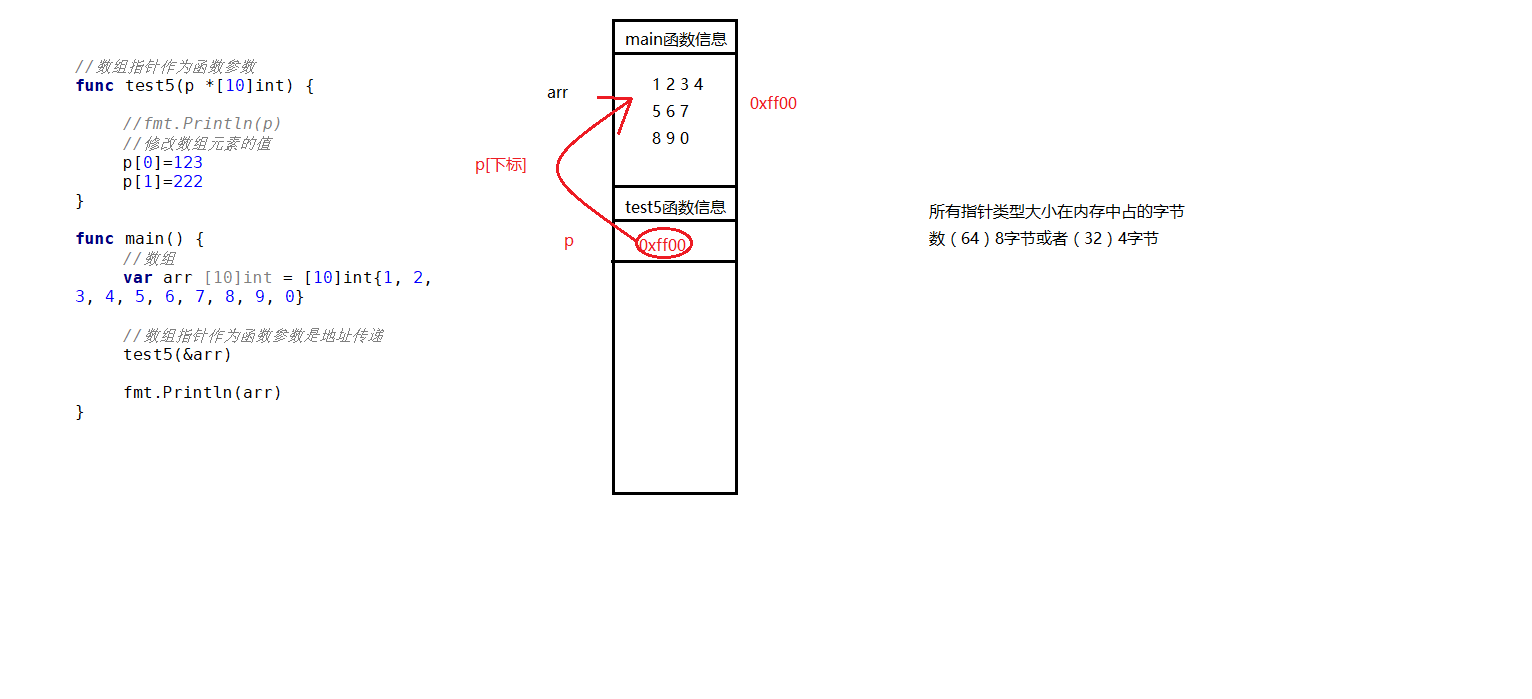 //数组指针作为函数参数
func test5(p *[10]int) {
//fmt.Println(p)
//修改数组元素的值
p[0]=123
p[1]=222
}
func main() {
//数组
var arr [10]int = [10]int{1, 2,
3, 4, 5, 6, 7, 8, 9, 0}
//数组指针作为函数参数是地址传递
test5(&arr)
fmt.Println(arr)
}
main函数信息
arr
1 2 3 4
5 6 7
8 9 0
0xff00
p[下标]
test5函数信息
p
0xff00
所有指针类型大小在内存中占的字节
数（64）8字节或者（32）4字节